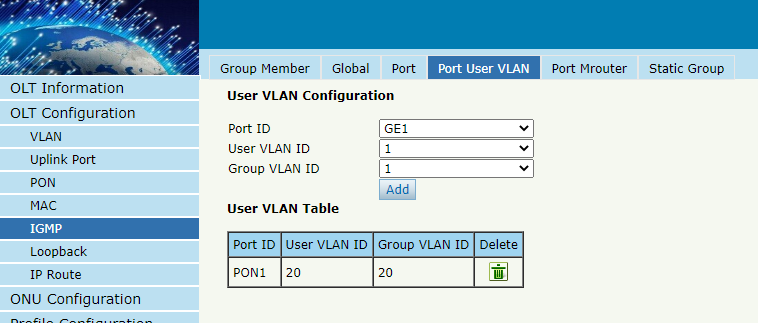 Group Member Global Port Port User VLAN Port Mrouter Static Group
OLT Information
OLT Configuration
VLAN
Uplink Port
PON
MAC
IGMP
Loopback
IP Route
ONU Configuration
Profile Configuration
User VLAN Configuration
Port ID GE1
User VLAN ID 1
Group VLAN ID 1
Add
User VLAN Table
Port ID User VLAN ID Group VLAN ID Delete
PON1 20 20